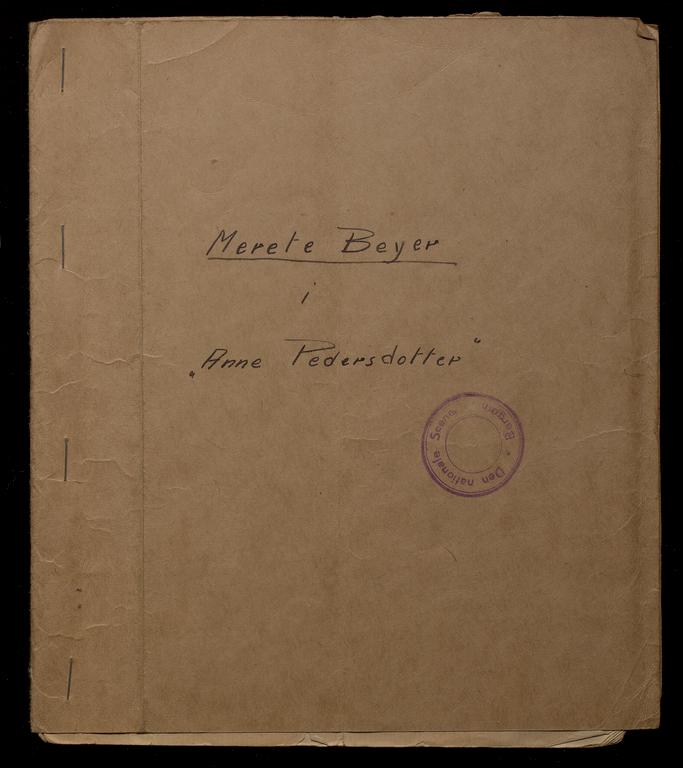 Merete Beyer
i
„Anne Pedersdotter"
Den nationale Scene
Bergen